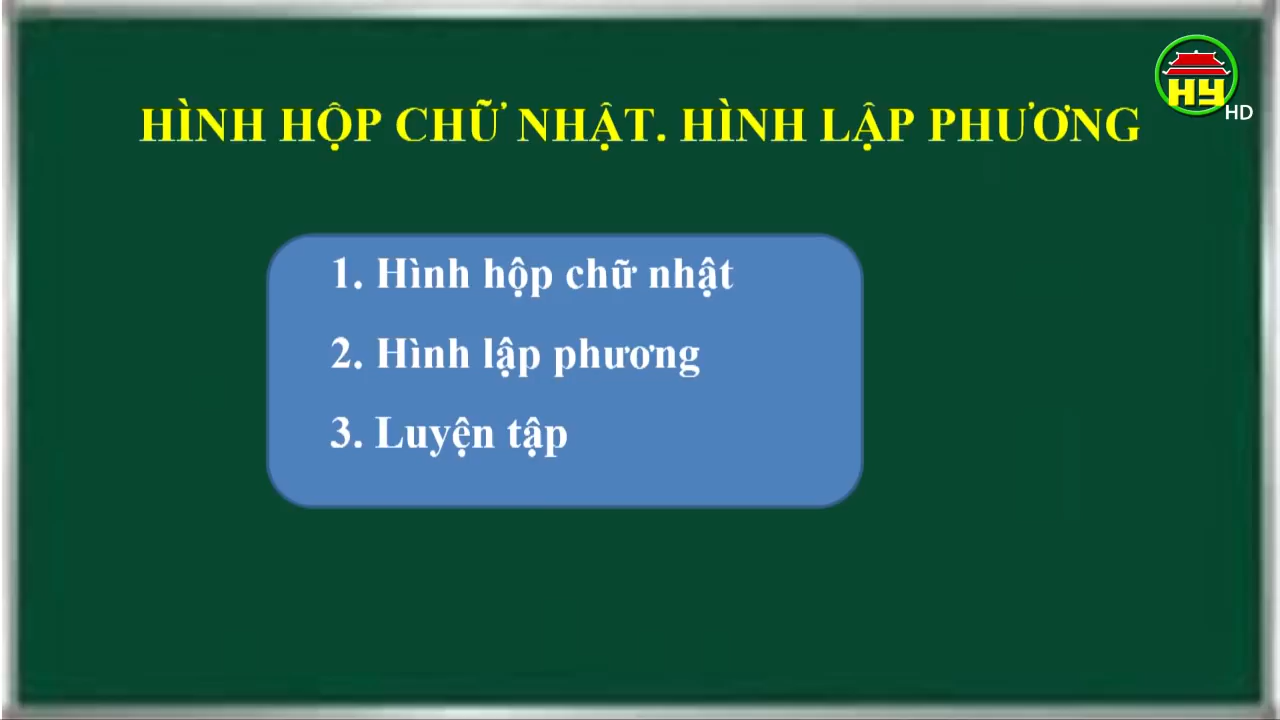 HÌNH HỘP CHỮ NHẬT. HÌNH LẬP PHƯƠNG
HY
HD
1. Hình hộp chữ nhật
2. Hình lập phương
3. Luyện tập